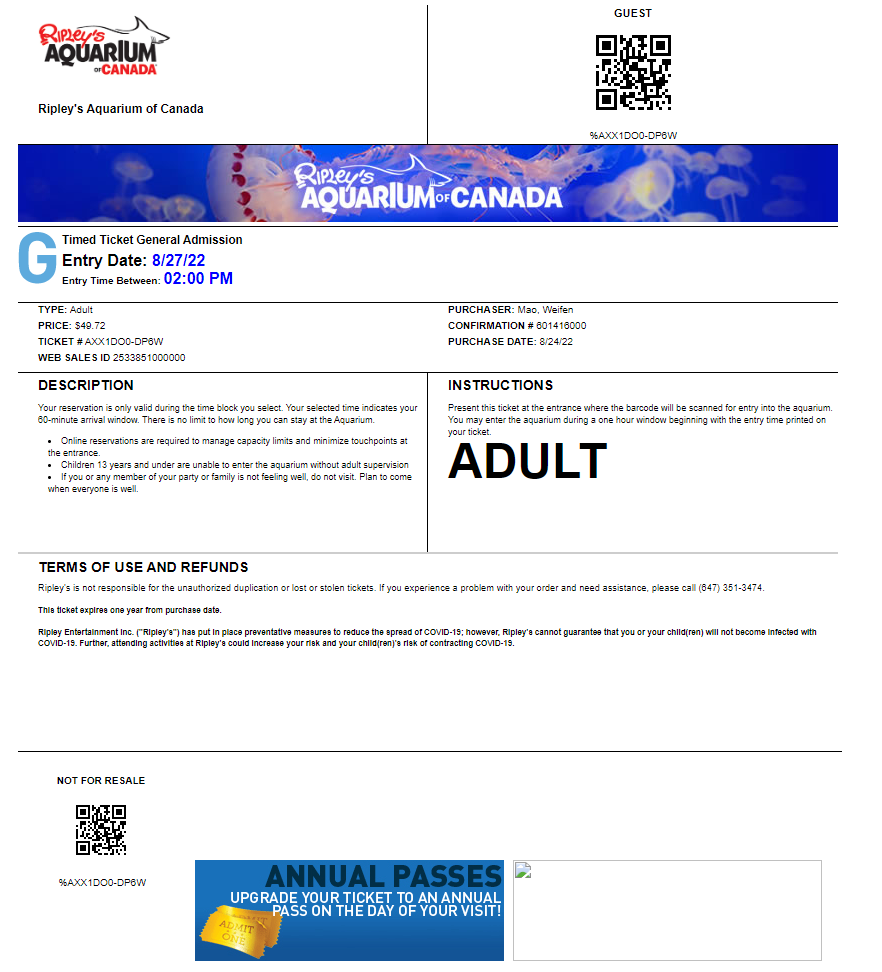 Ripley's
AQUARIUM
OF CANADA
Ripley's Aquarium of Canada
GUEST
%AXX1DO0-DP6W
Ripley's
AQUARIUM OF CANADA
G
Timed Ticket General Admission
Entry Date: 8/27/22
Entry Time Between: 02:00 PM
TYPE: Adult
PRICE: $49.72
TICKET # AXX1DO0-DP6W
WEB SALES ID 2533851000000
PURCHASER: Mao, Weifen
CONFIRMATION # 601416000
PURCHASE DATE: 8/24/22
DESCRIPTION
Your reservation is only valid during the time block you select. Your selected time indicates your
60-minute arrival window. There is no limit to how long you can stay at the Aquarium.
• Online reservations are required to manage capacity limits and minimize touchpoints at
the entrance.
• Children 13 years and under are unable to enter the aquarium without adult supervision
• If you or any member of your party or family is not feeling well, do not visit. Plan to come
when everyone is well.
INSTRUCTIONS
Present this ticket at the entrance where the barcode will be scanned for entry into the aquarium.
You may enter the aquarium during a one hour window beginning with the entry time printed on
your ticket.
ADULT
TERMS OF USE AND REFUNDS
Ripley's is not responsible for the unauthorized duplication or lost or stolen tickets. If you experience a problem with your order and need assistance, please call (647) 351-3474.
This ticket expires one year from purchase date.
Ripley Entertainment Inc. ("Ripley's") has put in place preventative measures to reduce the spread of COVID-19; however, Ripley's cannot guarantee that you or your child(ren) will not become infected with
COVID-19. Further, attending activities at Ripley's could increase your risk and your child(ren)'s risk of contracting COVID-19.
NOT FOR RESALE
%AXX1DO0-DP6W
ANNUAL PASSES
UPGRADE YOUR TICKET TO AN ANNUAL
PASS ON THE DAY OF YOUR VISIT!
ADMIT
ONE